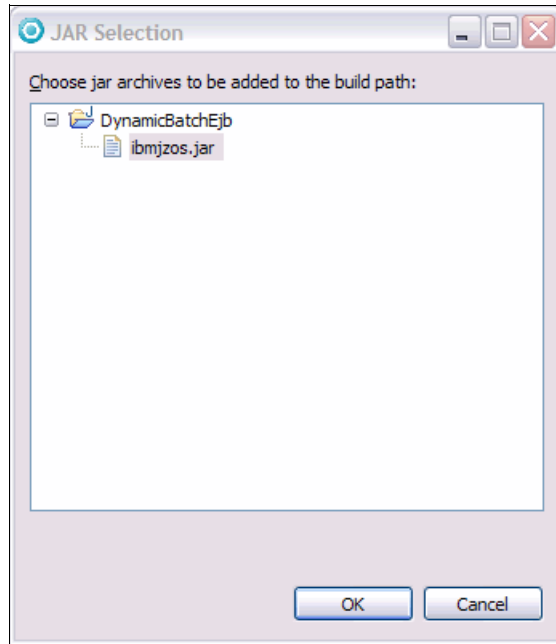 JAR Selection
Choose jar archives to be added to the build path:
DynamicBatchEjb
ibmjzos.jar
OK Cancel